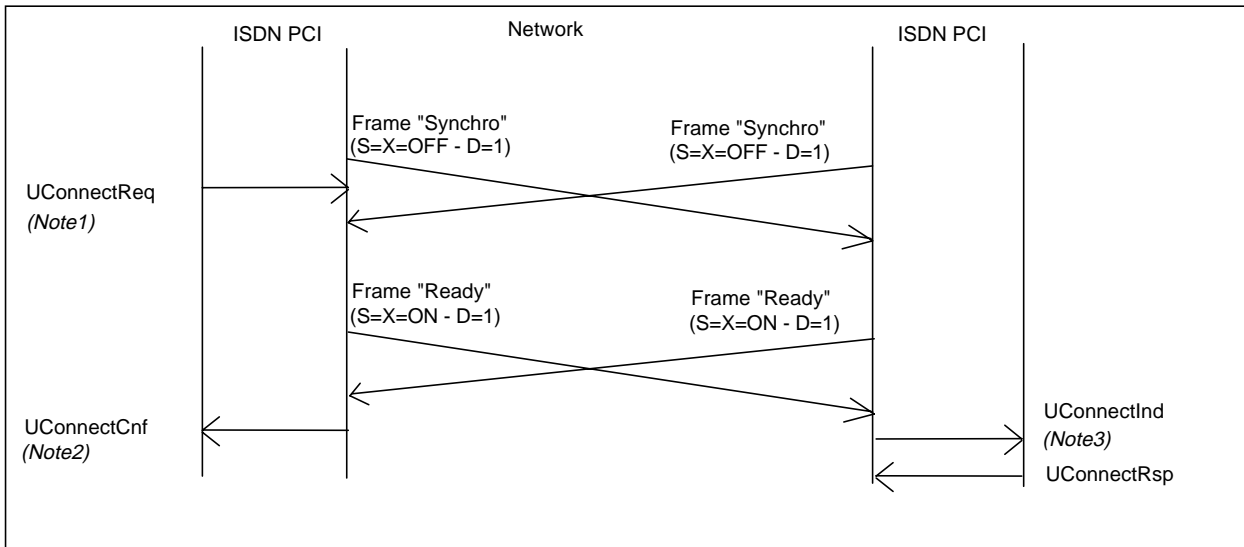 ISDN PCI
Network
ISDN PCI
Frame "Synchro"
(S=X=OFF - D=1)
Frame "Synchro"
(S=X=OFF - D=1)
UConnectReq
(Note1)
Frame "Ready"
(S=X=ON - D=1)
Frame "Ready"
(S=X=ON - D=1)
UConnectCnf
(Note2)
UConnectInd
(Note3)
UConnectRsp